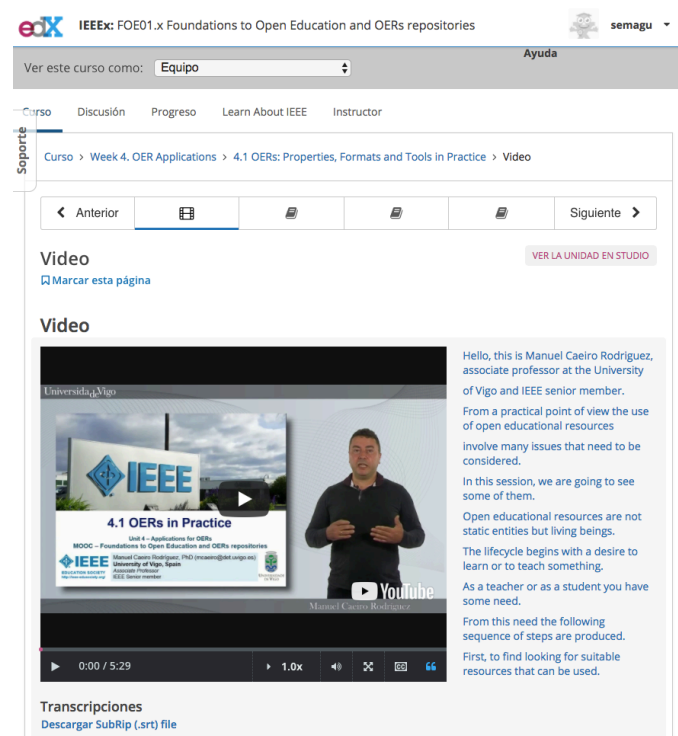 edX IEEEx: FOE01.x Foundations to Open Education and OERs repositories semagu
Ayuda
Ver este curso como: Equipo
Curso Discusión Progreso Learn About IEEE Instructor
Soporte
Curso > Week 4. OER Applications > 4.1 OERs: Properties, Formats and Tools in Practice > Video
Anterior Siguiente
Video
VER LA UNIDAD EN STUDIO
Marcar esta página
Video
Universidade Vigo
IEEE
4.1 OERs in Practice
Unit 4 – Applications for OERs
MOOC – Foundations to Open Education and OERs repositories
IEEE
EDUCATION SOCIETY
Manuel Caeiro Rodríguez, PhD (mcaeiro@det.uvigo.es)
University of Vigo, Spain
Associate Professor
IEEE Senior member
YouTube
Manuel Caeiro Rodríguez
0:00 / 5:29 1.0x CC
Hello, this is Manuel Caeiro Rodriguez,
associate professor at the University
of Vigo and IEEE senior member.
From a practical point of view the use
of open educational resources
involve many issues that need to be
considered.
In this session, we are going to see
some of them.
Open educational resources are not
static entities but living beings.
The lifecycle begins with a desire to
learn or to teach something.
As a teacher or as a student you have
some need.
From this need the following
sequence of steps are produced.
First, to find looking for suitable
resources that can be used.
Transcripciones
Descargar SubRip (.srt) file